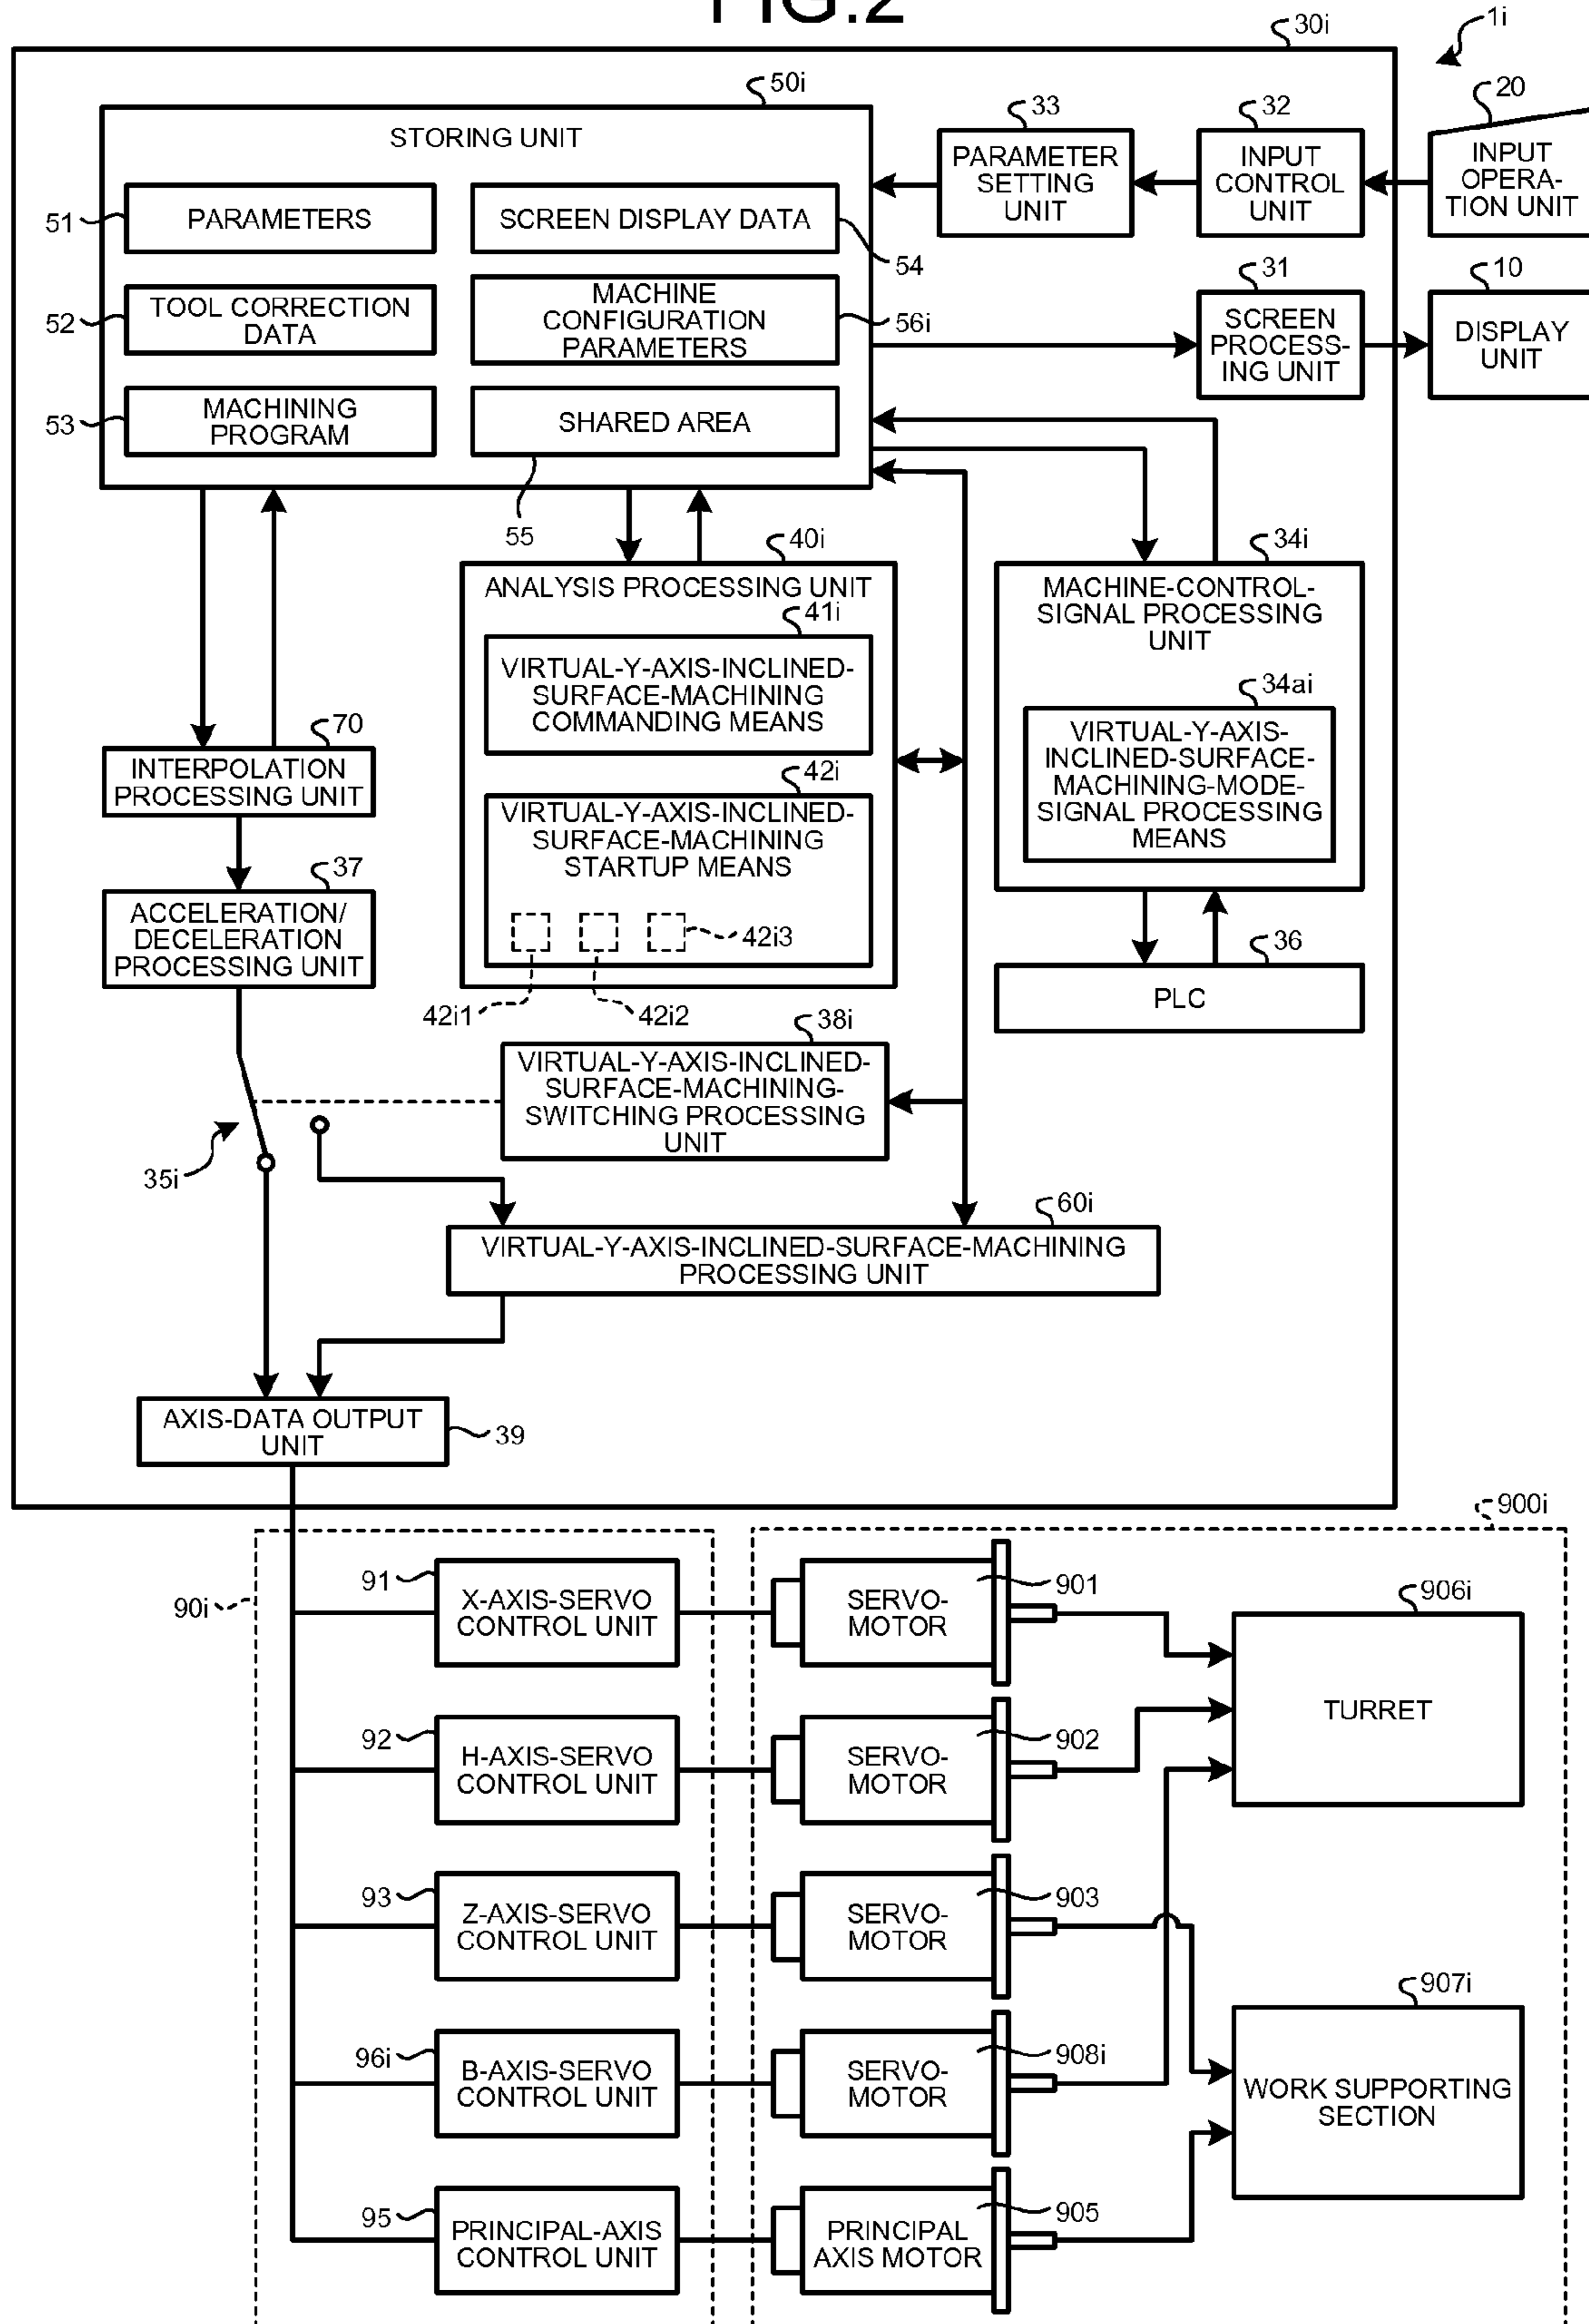 FIG.2
30i
1i
50i
STORING UNIT
51
PARAMETERS
SCREEN DISPLAY DATA
54
52
TOOL CORRECTION
DATA
MACHINE
CONFIGURATION
PARAMETERS
56i
53
MACHINING
PROGRAM
SHARED AREA
55
33
PARAMETER
SETTING
UNIT
32
INPUT
CONTROL
UNIT
20
INPUT
OPERA-
TION UNIT
31
SCREEN
PROCESS-
ING UNIT
10
DISPLAY
UNIT
40i
ANALYSIS PROCESSING UNIT
41i
VIRTUAL-Y-AXIS-INCLINED-
SURFACE-MACHINING
COMMANDING MEANS
42i
VIRTUAL-Y-AXIS-INCLINED-
SURFACE-MACHINING
STARTUP MEANS
42i3
42i1
42i2
34i
MACHINE-CONTROL-
SIGNAL PROCESSING
UNIT
34ai
VIRTUAL-Y-AXIS-
INCLINED-SURFACE-
MACHINING-MODE-
SIGNAL PROCESSING
MEANS
36
PLC
70
INTERPOLATION
PROCESSING UNIT
37
ACCELERATION/
DECELERATION
PROCESSING UNIT
38i
VIRTUAL-Y-AXIS-INCLINED-
SURFACE-MACHINING-
SWITCHING PROCESSING
UNIT
35i
60i
VIRTUAL-Y-AXIS-INCLINED-SURFACE-MACHINING
PROCESSING UNIT
AXIS-DATA OUTPUT
UNIT
39
900i
90i
91
X-AXIS-SERVO
CONTROL UNIT
SERVO-
MOTOR
901
906i
TURRET
92
H-AXIS-SERVO
CONTROL UNIT
SERVO-
MOTOR
902
93
Z-AXIS-SERVO
CONTROL UNIT
SERVO-
MOTOR
903
96i
B-AXIS-SERVO
CONTROL UNIT
SERVO-
MOTOR
908i
907i
WORK SUPPORTING
SECTION
95
PRINCIPAL-AXIS
CONTROL UNIT
PRINCIPAL
AXIS MOTOR
905